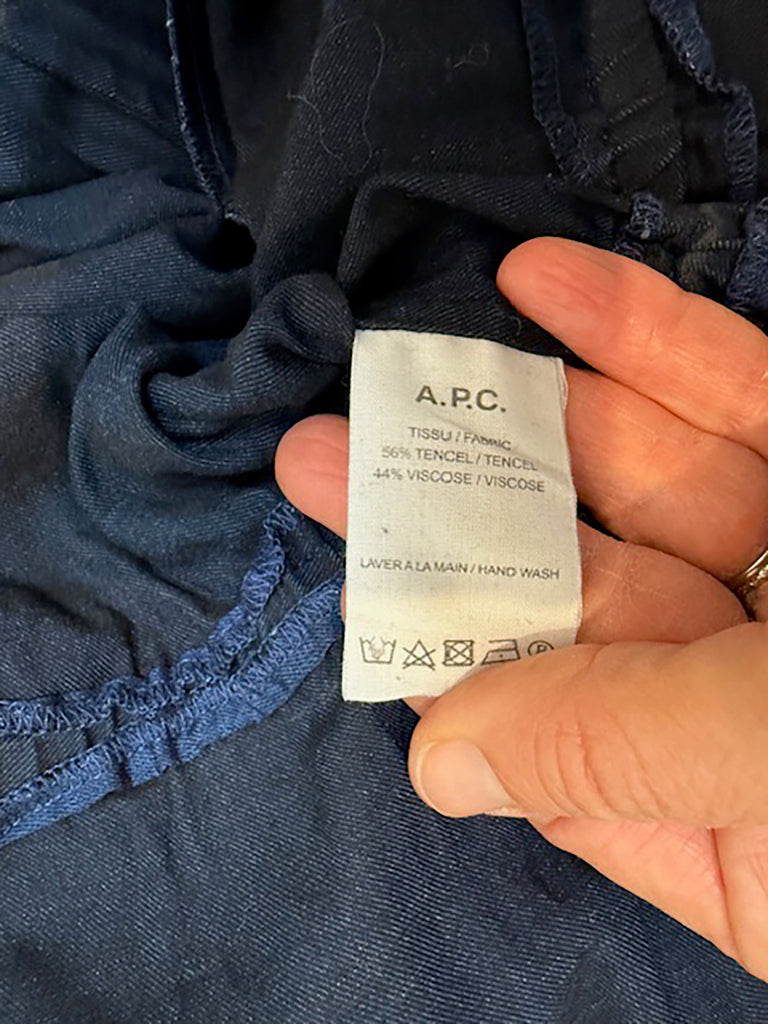 A.P.C.
TISSU / FABRIC
56% TENCEL / TENCEL
44% VISCOSE / VISCOSE
LAVER A LA MAIN / HAND WASH
P